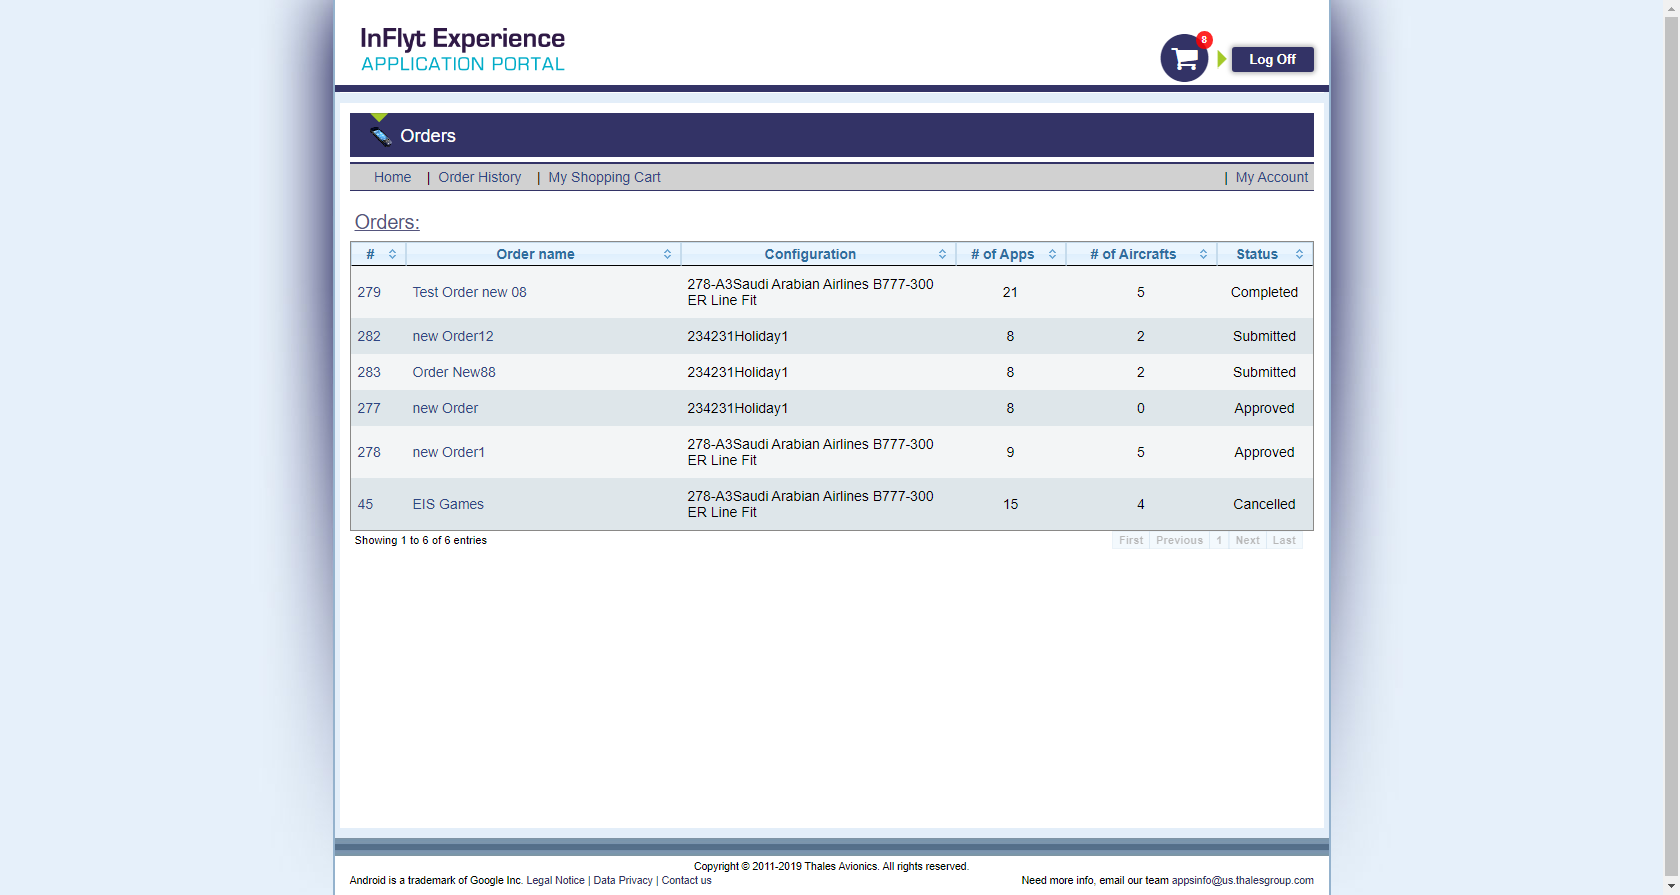 InFlyt Experience
APPLICATION PORTAL
8
Log Off
Orders
Home | Order History | My Shopping Cart | My Account
Orders:
# Order name Configuration # of Apps # of Aircrafts Status
279 Test Order new 08 278-A3Saudi Arabian Airlines B777-300 21 5 Completed
ER Line Fit
282 new Order12 234231Holiday1 8 2 Submitted
283 Order New88 234231Holiday1 8 2 Submitted
277 new Order 234231Holiday1 8 0 Approved
278 new Order1 278-A3Saudi Arabian Airlines B777-300 9 5 Approved
ER Line Fit
45 EIS Games 278-A3Saudi Arabian Airlines B777-300 15 4 Cancelled
ER Line Fit
Showing 1 to 6 of 6 entries First Previous 1 Next Last
Copyright © 2011-2019 Thales Avionics. All rights reserved.
Android is a trademark of Google Inc. Legal Notice | Data Privacy | Contact us Need more info, email our team appsinfo@us.thalesgroup.com